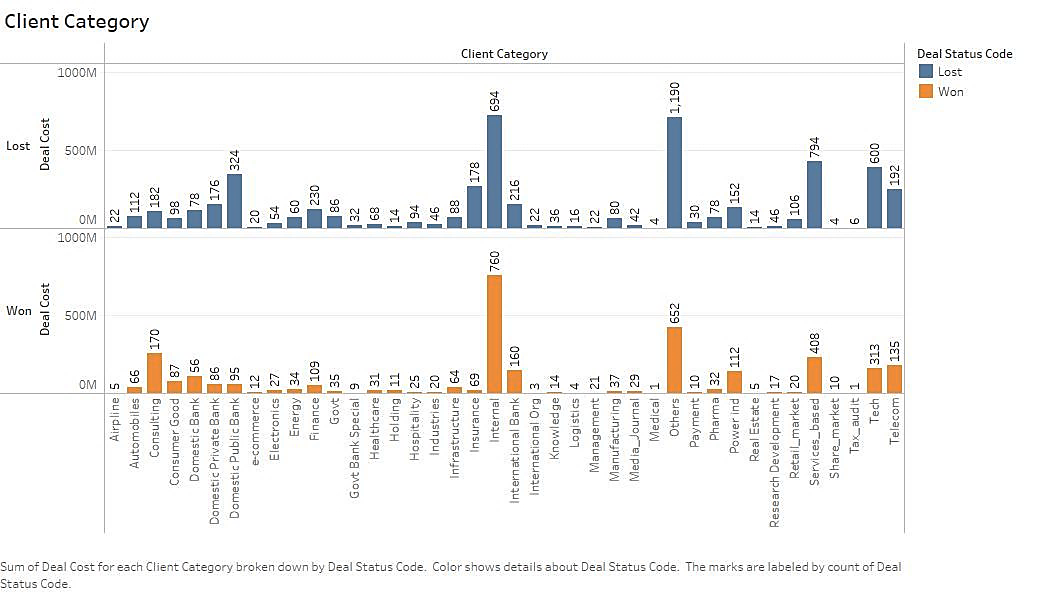 Client Category
Client Category
Deal Status Code
Lost
Won
Lost
Deal Cost
1000M
500M
0M
22
112
182
98
78
176
324
20
54
60
230
86
32
68
14
94
46
88
178
694
216
22
36
16
22
80
42
4
1,190
30
78
152
14
46
106
794
4
6
600
192
Won
Deal Cost
1000M
500M
0M
5
66
170
87
56
86
95
12
27
34
109
35
9
31
11
25
20
64
69
760
160
3
14
4
21
37
29
1
652
10
32
112
5
17
20
408
10
1
313
135
Airpline
Automobiles
Consulting
Consumer Good
Domestic Bank
Domestic Private Bank
Domestic Public Bank
e-commerce
Electronics
Energy
Finance
Govt
Govt Bank Special
Healthcare
Holding
Hospitality
Industries
Infrastructure
Insurance
Internal
International Bank
International Org
Knowledge
Logistics
Management
Manufacturing
Media_Journal
Medical
Others
Payment
Pharma
Power Ind
Real Estate
Research Development
Retail_market
Services_based
Share_market
Tax_audit
Tech
Telecom
Sum of Deal Cost for each Client Category broken down by Deal Status Code.  Color shows details about Deal Status Code.  The marks are labeled by count of Deal
Status Code.